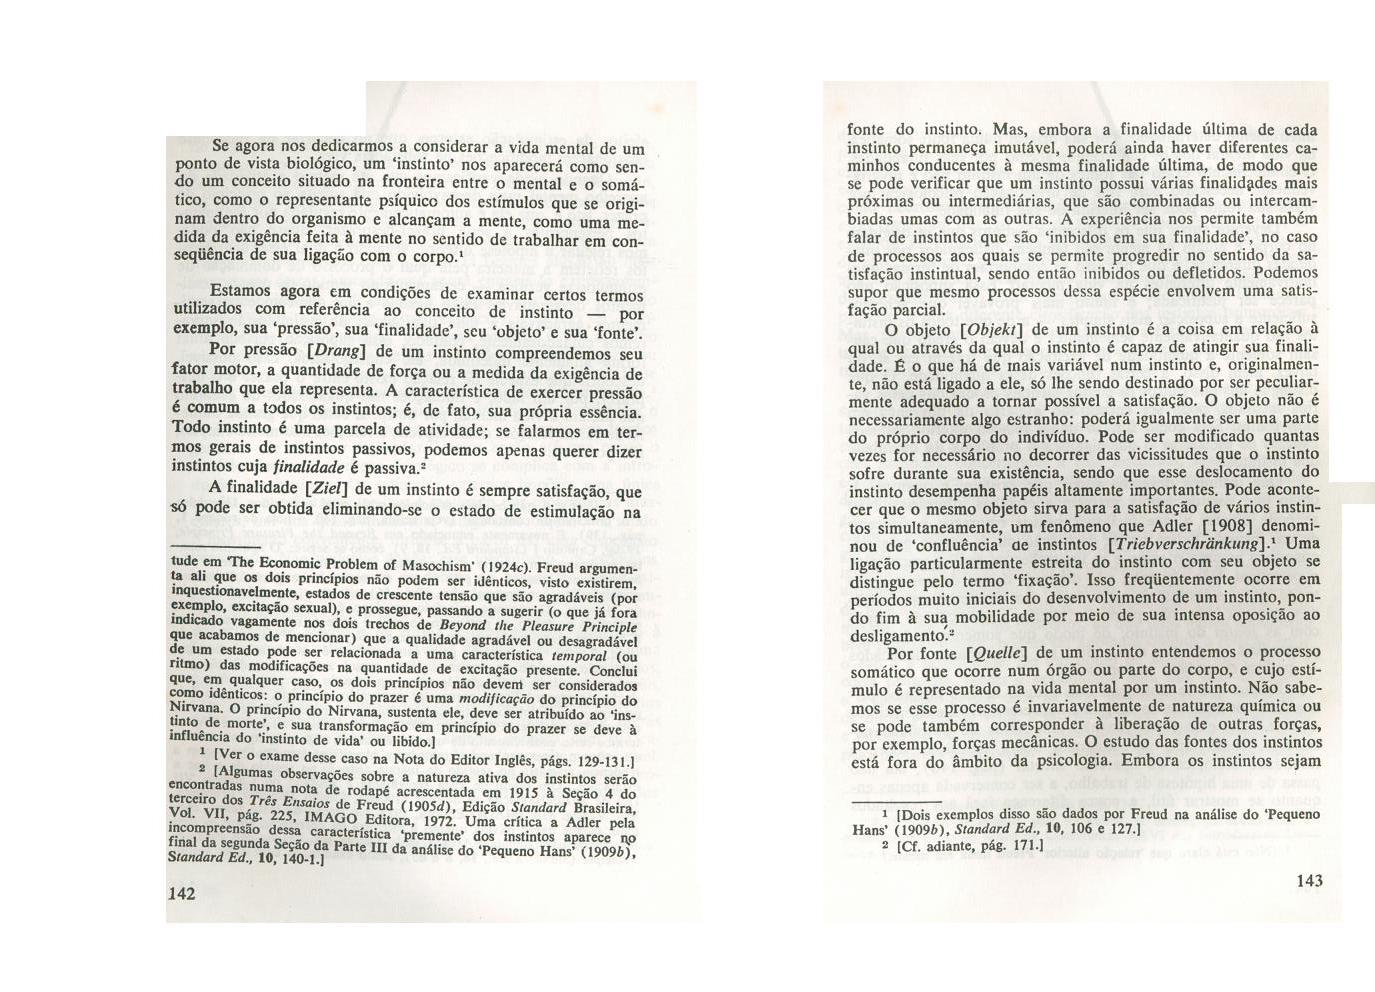 Se agora nos dedicarmos a considerar a vida mental de um
ponto de vista biológico, um ‘instinto’ nos aparecerá como sen-
do um conceito situado na fronteira entre o mental e o somá-
tico, como o representante psíquico dos estímulos que se origi-
nam dentro do organismo e alcançam a mente, como uma me-
dida da exigência feita à mente no sentido de trabalhar em con-
seqüência de sua ligação com o corpo.¹
Estamos agora em condições de examinar certos termos
utilizados com referência ao conceito de instinto — por
exemplo, sua ‘pressão’, sua ‘finalidade’, seu ‘objeto’ e sua ‘fonte’.
Por pressão [Drang] de um instinto compreendemos seu
fator motor, a quantidade de força ou a medida da exigência de
trabalho que ela representa. A característica de exercer pressão
é comum a todos os instintos; é, de fato, sua própria essência.
Todo instinto é uma parcela de atividade; se falarmos em ter-
mos gerais de instintos passivos, podemos apenas querer dizer
instintos cuja finalidade é passiva.²
A finalidade [Ziel] de um instinto é sempre satisfação, que
só pode ser obtida eliminando-se o estado de estimulação na
tude em ‘The Economic Problem of Masochism’ (1924c). Freud argumen-
ta ali que os dois princípios não podem ser idênticos, visto existirem,
inquestionavelmente, estados de crescente tensão que são agradáveis (por
exemplo, excitação sexual), e prossegue, passando a sugerir (o que já fora
indicado vagamente nos dois trechos de Beyond the Pleasure Principle
que acabamos de mencionar) que a qualidade agradável ou desagradável
de um estado pode ser relacionada a uma característica temporal (ou
ritmo) das modificações na quantidade de excitação presente. Conclui
que, em qualquer caso, os dois princípios não devem ser considerados
como idênticos: o princípio do prazer é uma modificação do princípio do
Nirvana. O princípio do Nirvana, sustenta ele, deve ser atribuído ao ‘ins-
tinto de morte’, e sua transformação em princípio do prazer se deve à
influência do ‘instinto de vida’ ou libido.]
¹ [Ver o exame desse caso na Nota do Editor Inglês, págs. 129-131.]
² [Algumas observações sobre a natureza ativa dos instintos serão
encontradas numa nota de rodapé acrescentada em 1915 à Seção 4 do
terceiro dos Três Ensaios de Freud (1905d), Edição Standard Brasileira,
Vol. VII, pág. 225, IMAGO Editora, 1972. Uma crítica a Adler pela
incompreensão dessa característica ‘premente’ dos instintos aparece no
final da segunda Seção da Parte III da análise do ‘Pequeno Hans’ (1909b),
Standard Ed., 10, 140-1.]
142
fonte do instinto. Mas, embora a finalidade última de cada
instinto permaneça imutável, poderá ainda haver diferentes ca-
minhos conducentes à mesma finalidade última, de modo que
se pode verificar que um instinto possui várias finalidades mais
próximas ou intermediárias, que são combinadas ou intercam-
biadas umas com as outras. A experiência nos permite também
falar de instintos que são ‘inibidos em sua finalidade’, no caso
de processos aos quais se permite progredir no sentido da sa-
tisfação instintual, sendo então inibidos ou defletidos. Podemos
supor que mesmo processos dessa espécie envolvem uma satis-
fação parcial.
O objeto [Objekt] de um instinto é a coisa em relação à
qual ou através da qual o instinto é capaz de atingir sua finali-
dade. É o que há de mais variável num instinto e, originalmen-
te, não está ligado a ele, só lhe sendo destinado por ser peculiar-
mente adequado a tornar possível a satisfação. O objeto não é
necessariamente algo estranho: poderá igualmente ser uma parte
do próprio corpo do indivíduo. Pode ser modificado quantas
vezes for necessário no decorrer das vicissitudes que o instinto
sofre durante sua existência, sendo que esse deslocamento do
instinto desempenha papéis altamente importantes. Pode aconte-
cer que o mesmo objeto sirva para a satisfação de vários instin-
tos simultaneamente, um fenômeno que Adler [1908] denomi-
nou de ‘confluência’ de instintos [Triebverschränkung].¹ Uma
ligação particularmente estreita do instinto com seu objeto se
distingue pelo termo ‘fixação’. Isso freqüentemente ocorre em
períodos muito iniciais do desenvolvimento de um instinto, pon-
do fim à sua mobilidade por meio de sua intensa oposição ao
desligamento.²
Por fonte [Quelle] de um instinto entendemos o processo
somático que ocorre num órgão ou parte do corpo, e cujo estí-
mulo é representado na vida mental por um instinto. Não sabe-
mos se esse processo é invariavelmente de natureza química ou
se pode também corresponder à liberação de outras forças,
por exemplo, forças mecânicas. O estudo das fontes dos instintos
está fora do âmbito da psicologia. Embora os instintos sejam
¹ [Dois exemplos disso são dados por Freud na análise do ‘Pequeno
Hans’ (1909b), Standard Ed., 10, 106 e 127.]
² [Cf. adiante, pág. 171.]
143